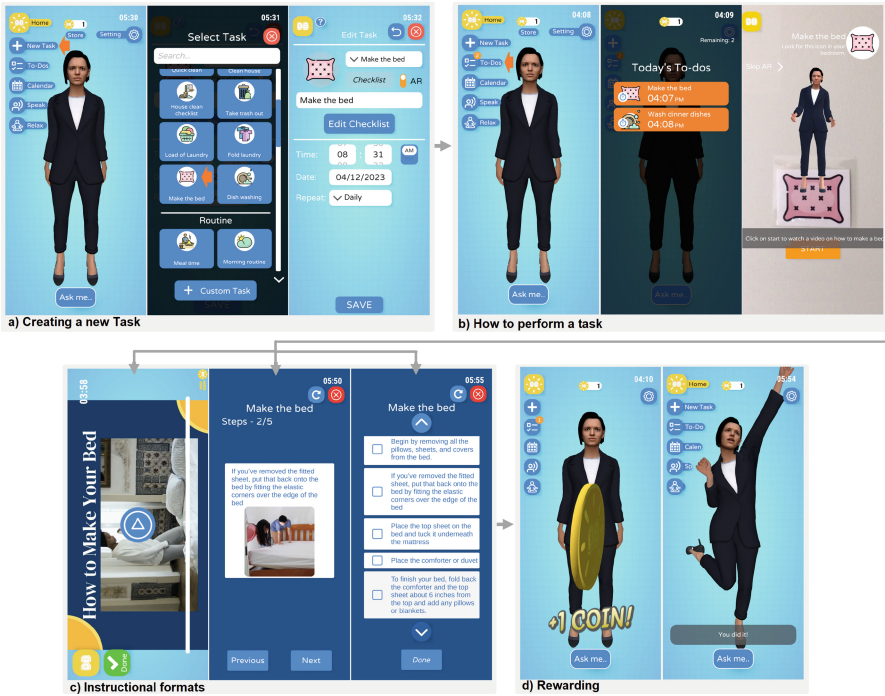 05:30
Home
1
Store
Setting
New Task
To-Dos
Calendar
Speak
Relax
Ask me..
05:31
Select Task
Search...
Quick clean
Clean house
House clean
checklist
Take trash out
Load of Laundry
Fold laundry
Make the bed
Dish washing
Routine
Meal time
Morning routine
+ Custom Task
SAVE
05:32
?
Edit Task
Make the bed
Checklist
AR
Make the bed
Edit Checklist
Time:
08 : 31
AM
Date:
04/12/2023
Repeat:
Daily
SAVE
a) Creating a new Task
04:08
Home
1
Store
Setting
New Task
To-Dos
Calendar
Speak
Relax
Ask me..
04:09
1
Remaining: 2
Today's To-dos
Make the bed
04:07 PM
Wash dinner dishes
04:08 PM
Ask me..
Make the bed
Look for this icon in your
bedroom
Skip AR
Click on start to watch a video on how to make a bed
START
b) How to perform a task
03:58
How to Make Your Bed
Done
05:50
Make the bed
Steps - 2/5
If you've removed the fitted
sheet, put that back onto the
bed by fitting the elastic
corners over the edge of the
bed
Previous
Next
05:55
Make the bed
Begin by removing all the
pillows, sheets, and covers
from the bed.
If you've removed the fitted
sheet, put that back onto the
bed by fitting the elastic
corners over the edge of the
bed
Place the top sheet on the
bed and tuck it underneath
the mattress
Place the comforter or duvet
To finish your bed, fold back
the comforter and the top
sheet about 6 inches from
the top and add any pillows
or blankets.
Done
c) Instructional formats
04:10
1
+1 COIN!
Ask me..
05:54
Home
1
New Task
To-Do
Calen
Sp
You did it!
Ask me..
d) Rewarding